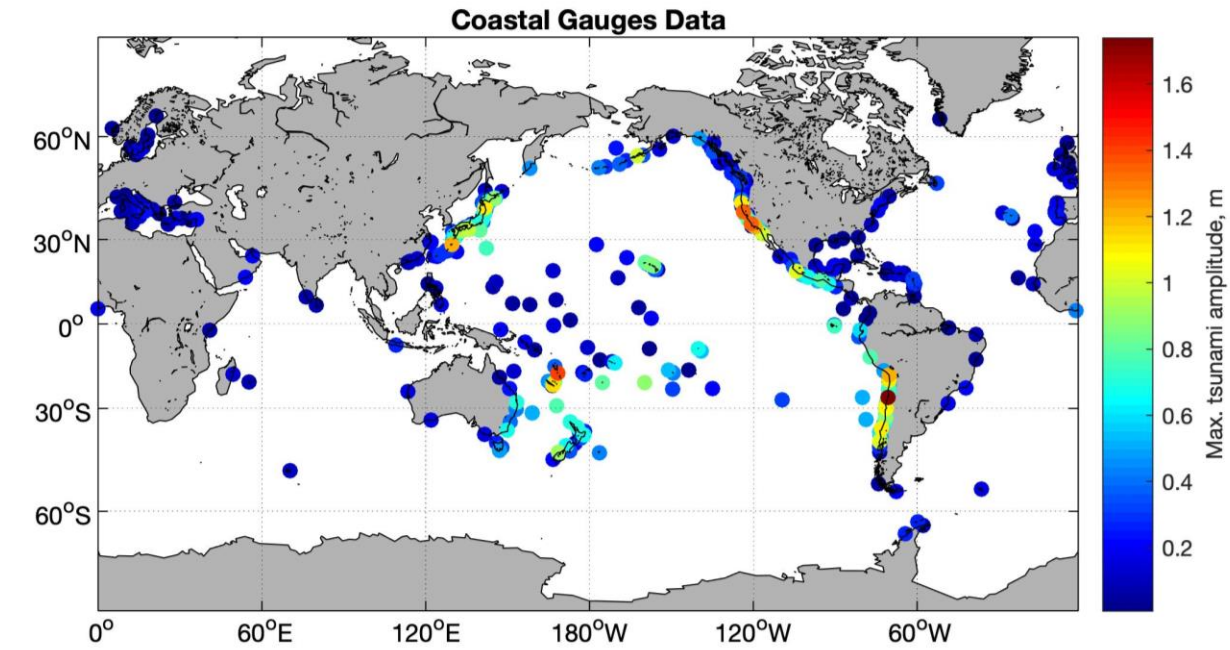 Coastal Gauges Data
60°N
30°N
0°
30°S
60°S
0°
60°E
120°E
180°W
120°W
60°W
1.6
1.4
1.2
1
0.8
0.6
0.4
0.2
Max. tsunami amplitude, m